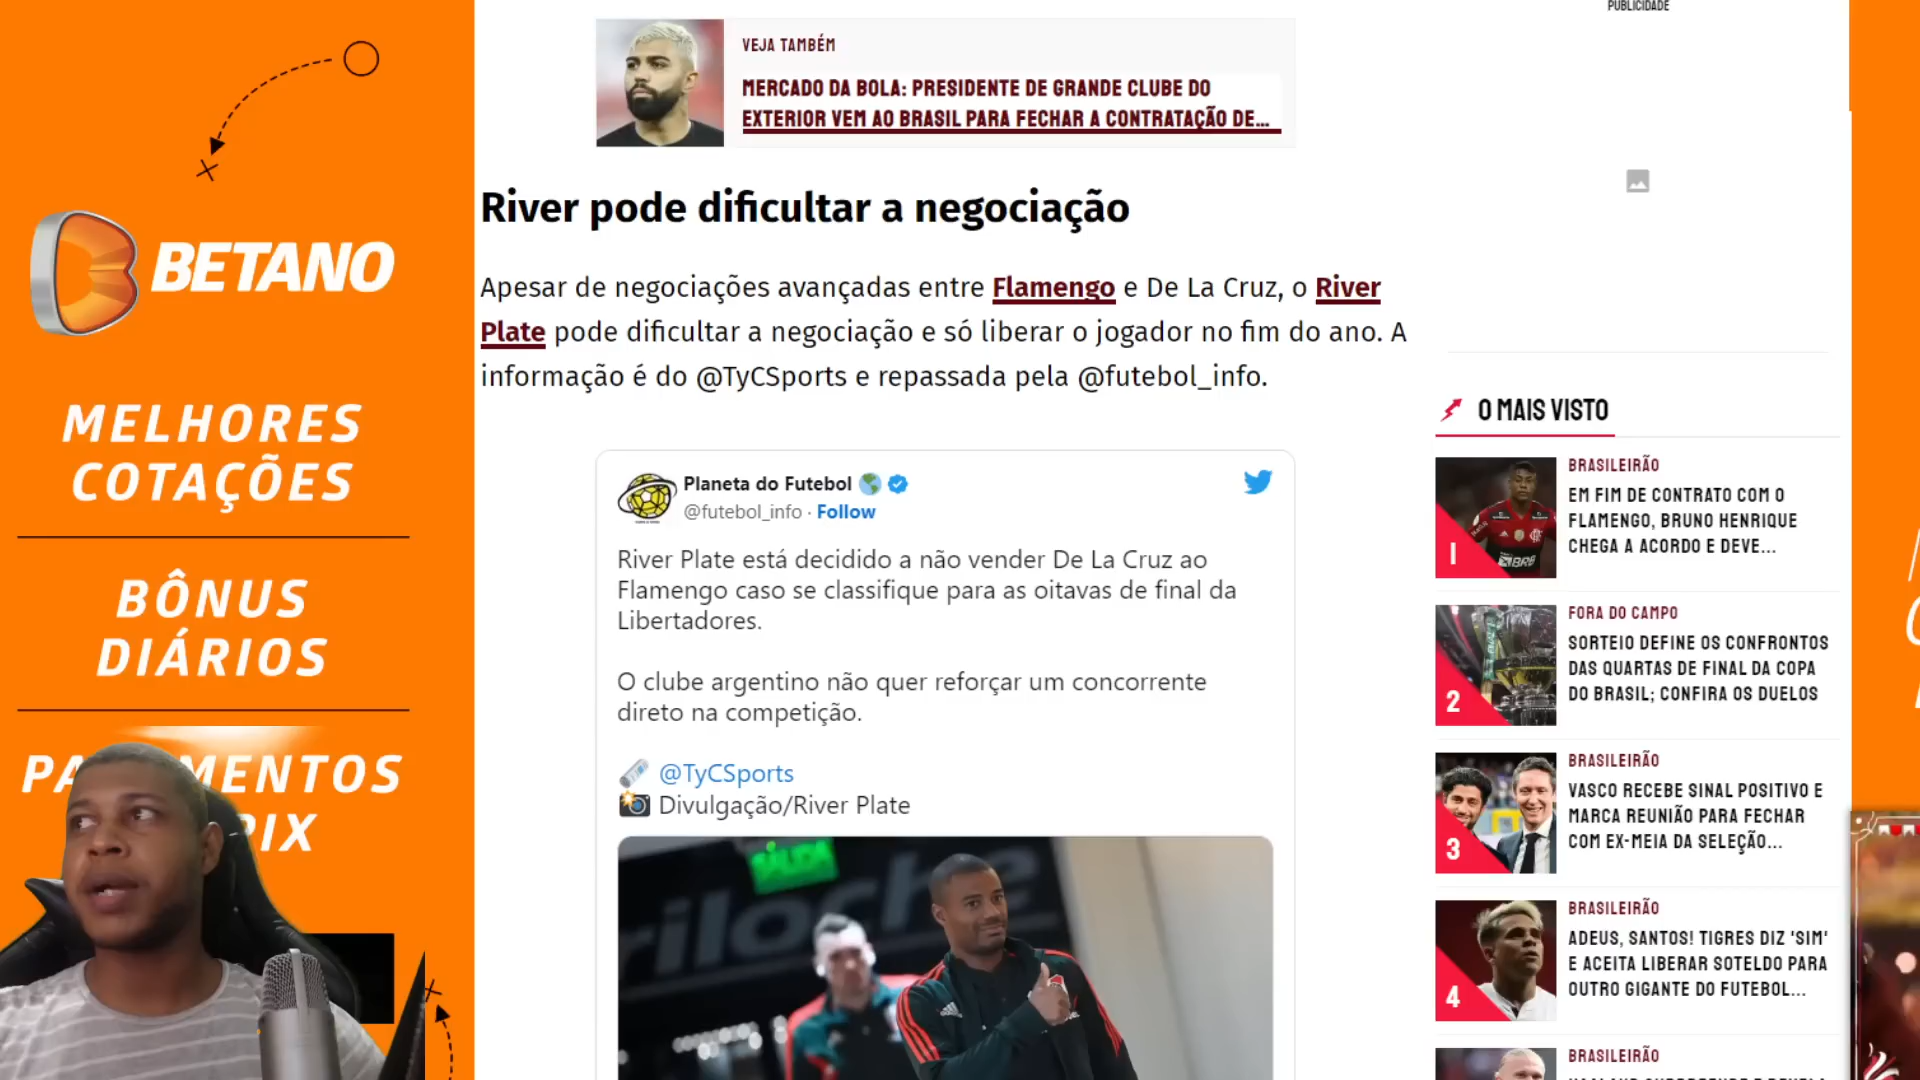 BETANO
MELHORES
COTAÇÕES
BÔNUS
DIÁRIOS
PIX
VEJA TAMBÉM
MERCADO DA BOLA: PRESIDENTE DE GRANDE CLUBE DO
EXTERIOR VEM AO BRASIL PARA FECHAR A CONTRATAÇÃO DE...
River pode dificultar a negociação
Apesar de negociações avançadas entre Flamengo e De La Cruz, o River
Plate pode dificultar a negociação e só liberar o jogador no fim do ano. A
informação é do @TyCSports e repassada pela @futebol_info.
Planeta do Futebol
@futebol_info · Follow
River Plate está decidido a não vender De La Cruz ao
Flamengo caso se classifique para as oitavas de final da
Libertadores.
O clube argentino não quer reforçar um concorrente
direto na competição.
@TyCSports
Divulgação/River Plate
SALIDA
riloche
PUBLICIDADE
O MAIS VISTO
BRASILEIRÃO
EM FIM DE CONTRATO COM O
FLAMENGO, BRUNO HENRIQUE
CHEGA A ACORDO E DEVE...
1
FORA DO CAMPO
SORTEIO DEFINE OS CONFRONTOS
DAS QUARTAS DE FINAL DA COPA
DO BRASIL; CONFIRA OS DUELOS
2
BRASILEIRÃO
VASCO RECEBE SINAL POSITIVO E
MARCA REUNIÃO PARA FECHAR
COM EX-MEIA DA SELEÇÃO...
3
BRASILEIRÃO
ADEUS, SANTOS! TIGRES DIZ 'SIM'
E ACEITA LIBERAR SOTELDO PARA
OUTRO GIGANTE DO FUTEBOL...
4
BRASILEIRÃO